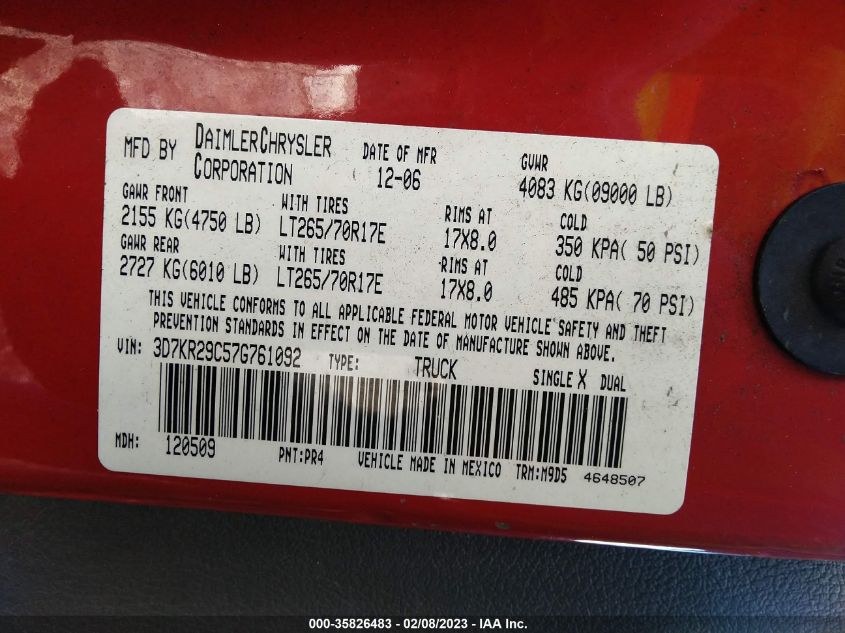 MFD BY DAIMLERCHRYSLER CORPORATION DATE OF MFR 12-06 GVWR 4083 KG(09000 LB)
GAWR FRONT WITH TIRES RIMS AT COLD
2155 KG(4750 LB) LT265/70R17E 17X8.0 350 KPA( 50 PSI)
GAWR REAR WITH TIRES RIMS AT COLD
2727 KG(6010 LB) LT265/70R17E 17X8.0 485 KPA( 70 PSI)
THIS VEHICLE CONFORMS TO ALL APPLICABLE FEDERAL MOTOR VEHICLE SAFETY AND THEFT
PREVENTION STANDARDS IN EFFECT ON THE DATE OF MANUFACTURE SHOWN ABOVE.
VIN: 3D7KR29C57G761092 TYPE: TRUCK SINGLE X DUAL
MDH: 120509 PNT:PR4 VEHICLE MADE IN MEXICO TRM:M9D5 4648507
000-35826483 - 02/08/2023 - IAA Inc.